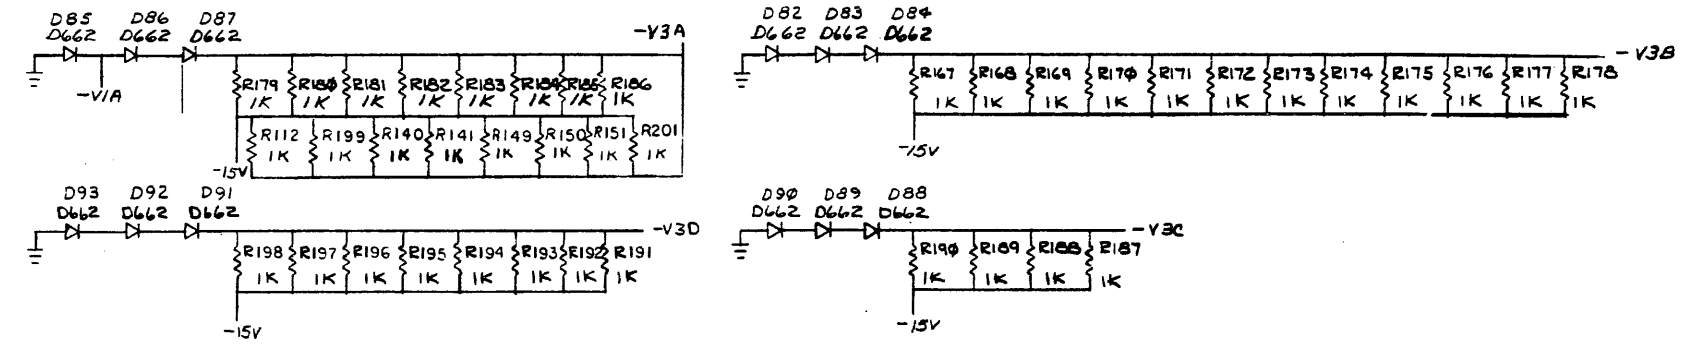 D85 D86 D87
D662 D662 D662
-V3A
-V1A
R179 R18Ø R181 R182 R183 R184 R185 R186
1K 1K 1K 1K 1K 1K 1K 1K
R112 R199 R140 R141 R149 R150 R151 R201
1K 1K 1K 1K 1K 1K 1K 1K
-15V
D82 D83 D84
D662 D662 D662
- V3B
R167 R168 R169 R17Ø R171 R172 R173 R174 R175 R176 R177 R178
1K 1K 1K 1K 1K 1K 1K 1K 1K 1K 1K 1K
-15V
D93 D92 D91
D662 D662 D662
-V3D
R198 R197 R196 R195 R194 R193 R192 R191
1K 1K 1K 1K 1K 1K 1K 1K
-15V
D9Ø D89 D88
D662 D662 D662
-V3C
R19Ø R189 R188 R187
1K 1K 1K 1K
-15V